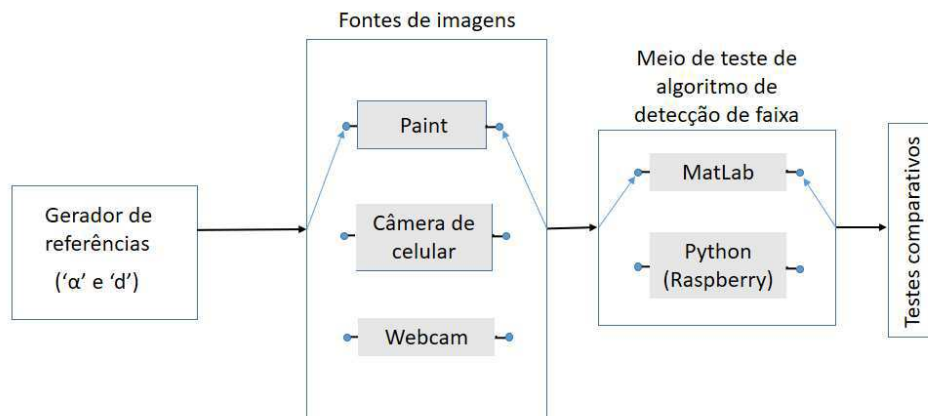 Fontes de imagens
Gerador de
referências
('α' e 'd')
Paint
Câmera de
celular
Webcam
Meio de teste de
algoritmo de
detecção de faixa
MatLab
Python
(Raspberry)
Testes comparativos